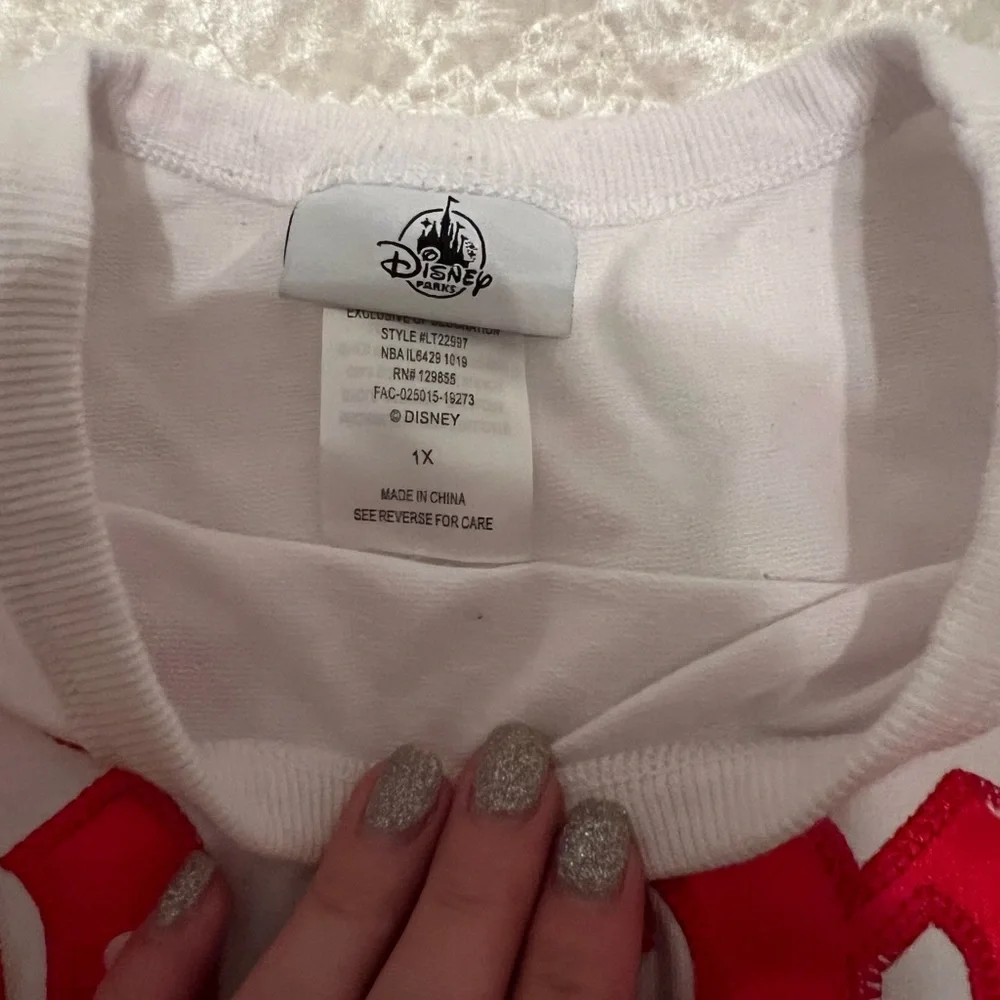 Disney
PARKS
EXCLUSIVE OF DECORATION
STYLE #LT22997
NBA IL6429 1019
RN# 129855
FAC-025015-19273
© DISNEY
1X
MADE IN CHINA
SEE REVERSE FOR CARE